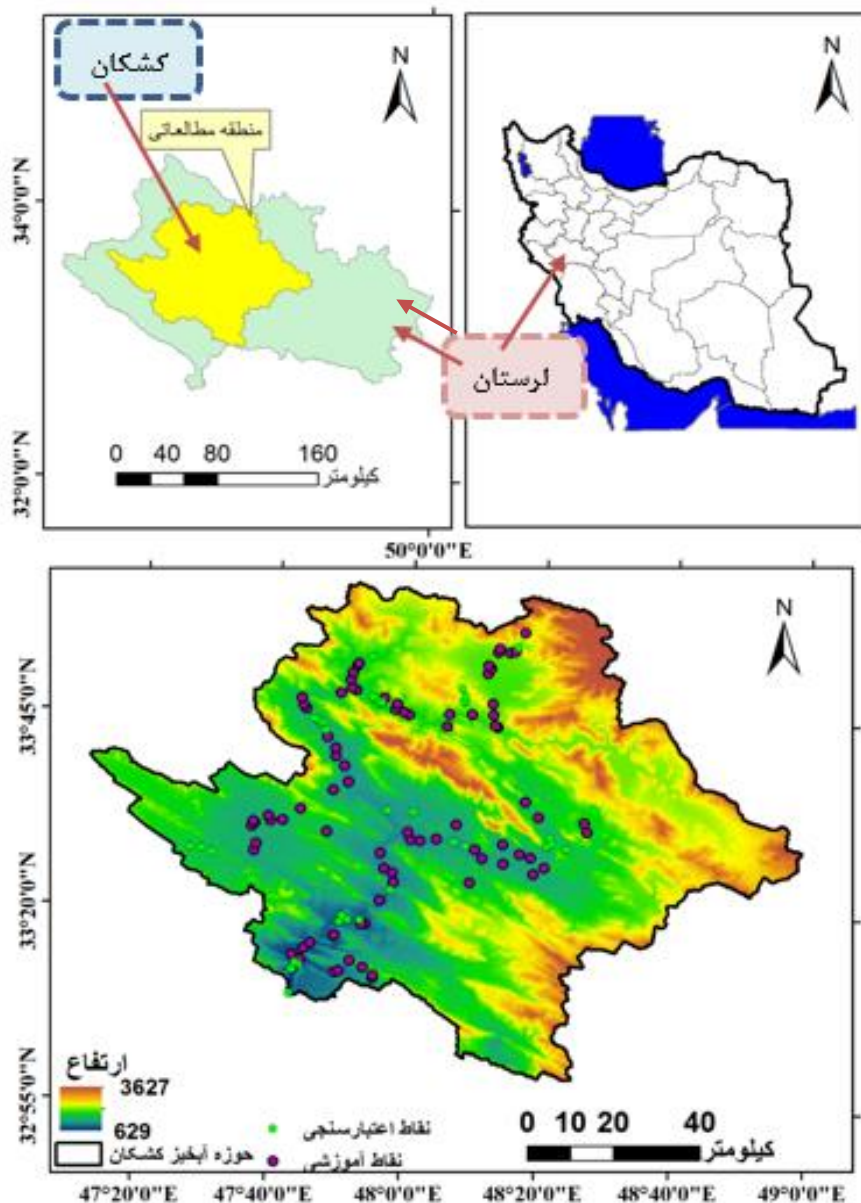 کشکان
N
N
منطقه مطالعاتی
34°0'0"N
لرستان
0 40 80 160
کیلومتر
32°0'0"N
50°0'0"E
N
33°45'0"N
33°20'0"N
32°55'0"N
ارتفاع
3627
629
حوزه آبخیز کشکان
نقاط اعتبارسنجی
نقاط آموزشی
0 10 20 40
کیلومتر
47°20'0"E 47°40'0"E 48°0'0"E 48°20'0"E 48°40'0"E 49°0'0"E